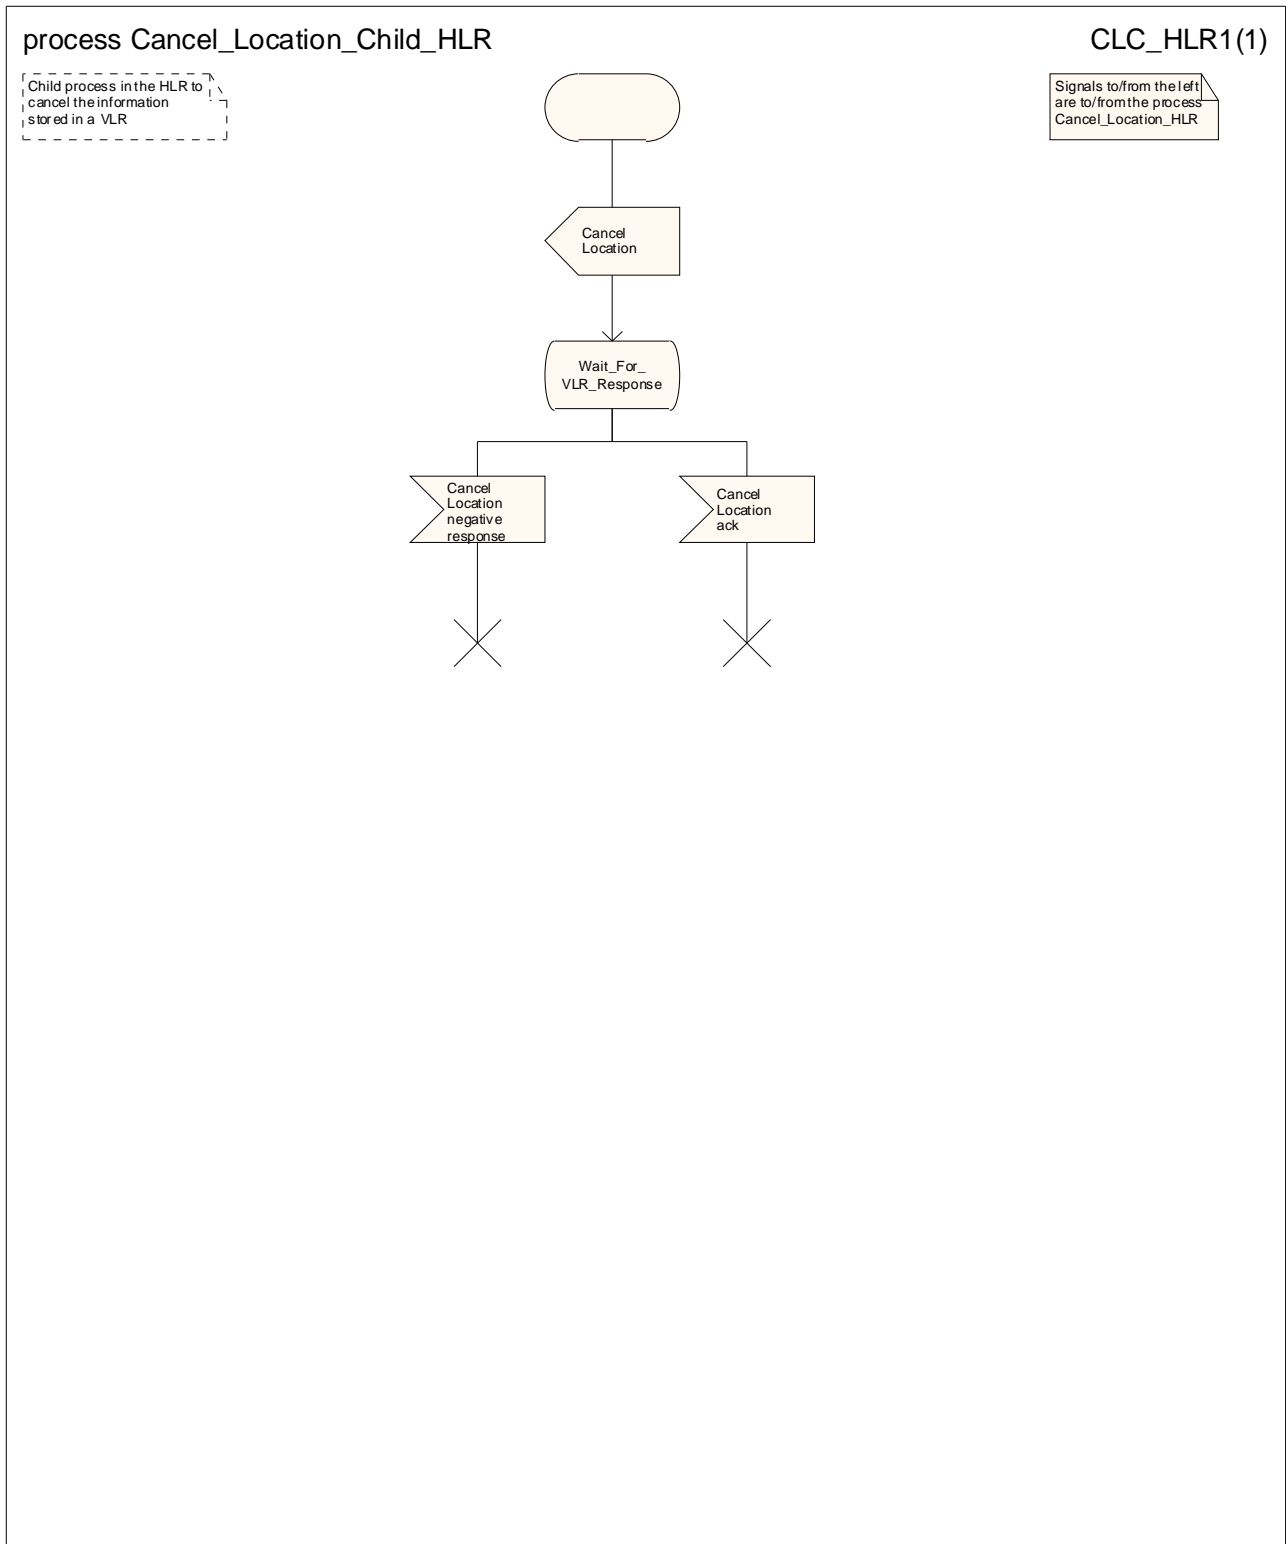 process Cancel_Location_Child_HLR
CLC_HLR1(1)
Child process in the HLR to
cancel the information
stored in a VLR
Signals to/from the left
are to/from the process
Cancel_Location_HLR
Cancel
Location
Wait_For_
VLR_Response
Cancel
Location
negative
response
Cancel
Location
ack